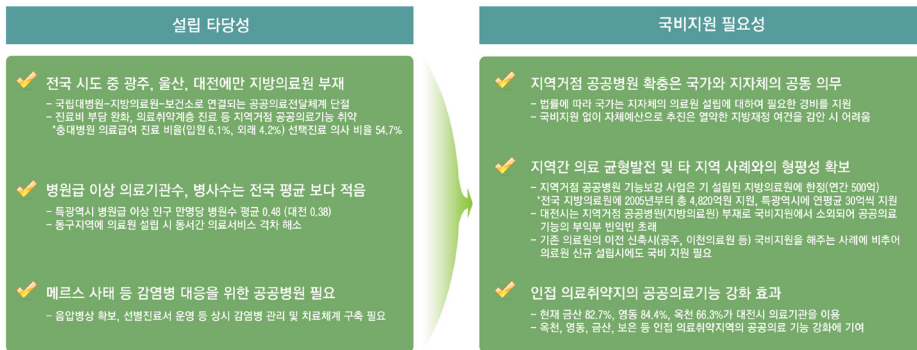 설립 타당성
전국 시도 중 광주, 울산, 대전에만 지방의료원 부재
- 국립대병원-지방의료원-보건소로 연결되는 공공의료전달체계 단절
- 진료비 부담 완화, 의료취약계층 진료 등 지역거점 공공의료기능 취약
*충대병원 의료급여 진료 비율(입원 6.1%, 외래 4.2%) 선택진료 의사 비율 54.7%
병원급 이상 의료기관수, 병사수는 전국 평균 보다 적음
- 특광역시 병원급 이상 인구 만명당 병원수 평균 0.48 (대전 0.38)
- 동구지역에 의료원 설립 시 동서간 의료서비스 격차 해소
메르스 사태 등 감염병 대응을 위한 공공병원 필요
- 음압병상 확보, 선별진료서 운영 등 상시 감염병 관리 및 치료체계 구축 필요
국비지원 필요성
지역거점 공공병원 확충은 국가와 지자체의 공동 의무
- 법률에 따라 국가는 지자체의 의료원 설립에 대하여 필요한 경비를 지원
- 국비지원 없이 자체예산으로 추진은 열악한 지방재정 여건을 감안 시 어려움
지역간 의료 균형발전 및 타 지역 사례와의 형평성 확보
- 지역거점 공공병원 기능보강 사업은 기 설립된 지방의료원에 한정(연간 500억)
*전국 지방의료원에 2005년부터 총 4,820억원 지원, 특광역시에 연평균 30억씩 지원
- 대전시는 지역거점 공공병원(지방의료원) 부재로 국비지원에서 소외되어 공공의료
기능의 부익부 빈익빈 초래
- 기존 의료원의 이전 신축시(공주, 이천의료원 등) 국비지원을 해주는 사례에 비추어
의료원 신규 설립시에도 국비 지원 필요
인접 의료취약지의 공공의료기능 강화 효과
- 현재 금산 82.7%, 영동 84.4%, 옥천 66.3%가 대전시 의료기관을 이용
- 옥천, 영동, 금산, 보은 등 인접 의료취약지역의 공공의료 기능 강화에 기여